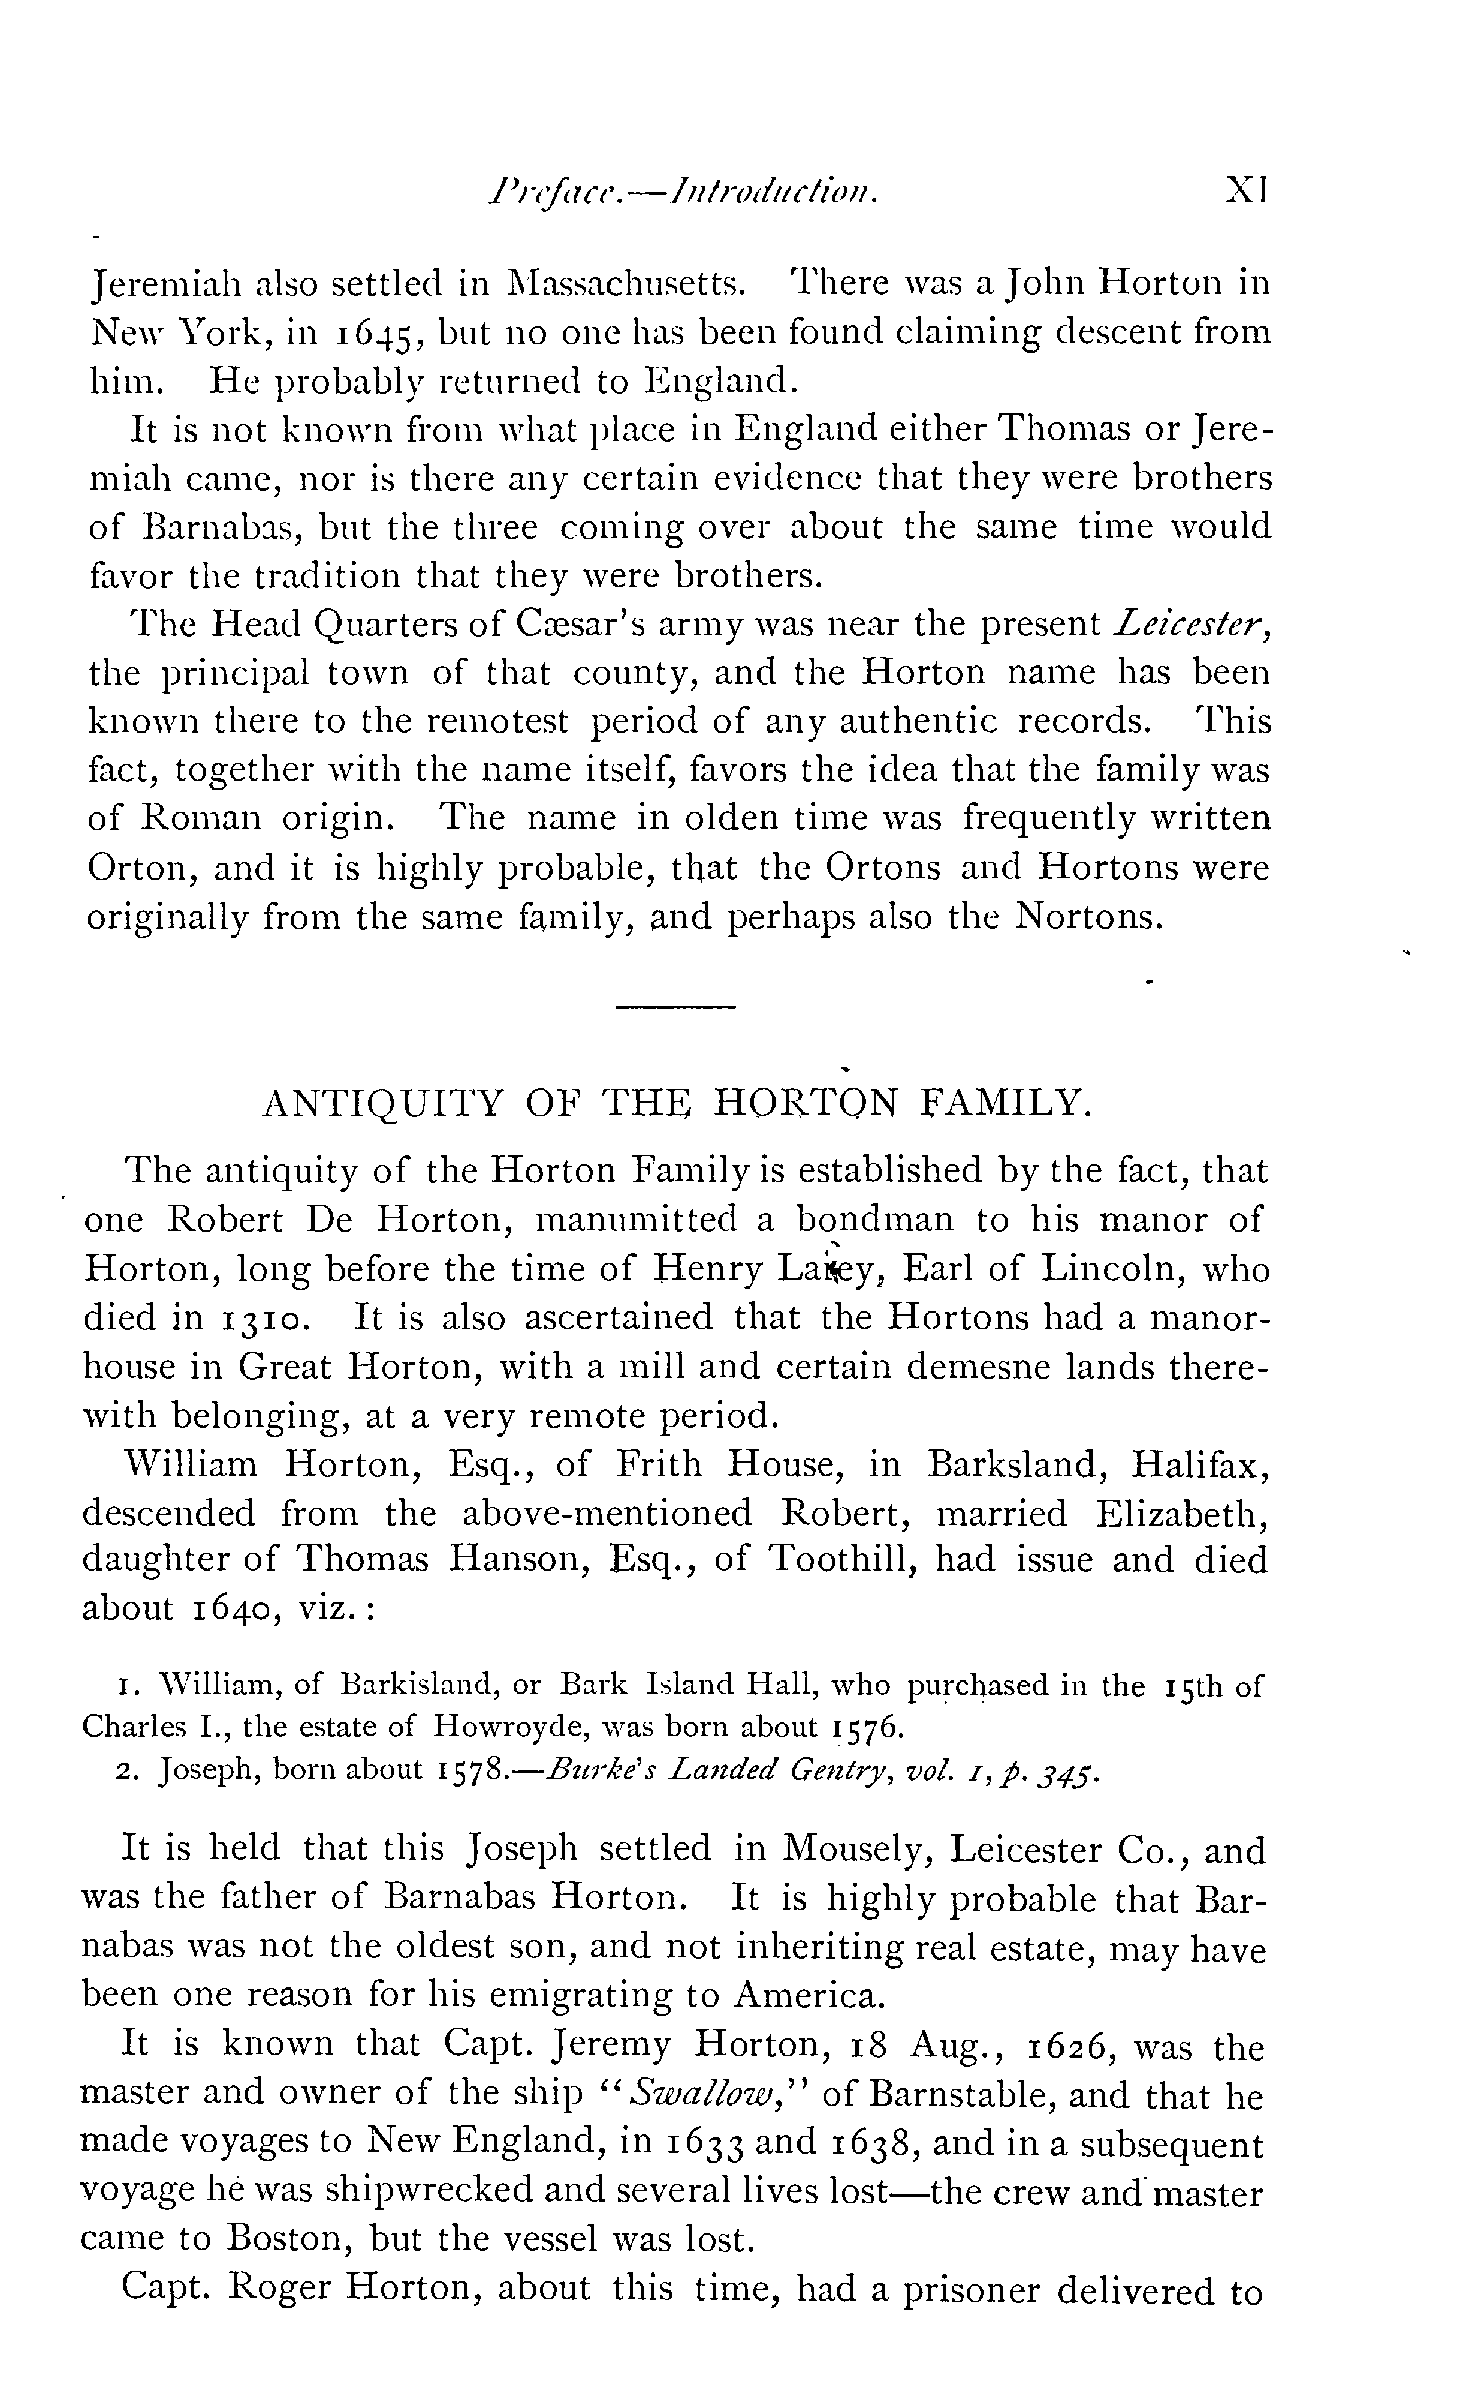 Preface.—Introduction. XI
Jeremiah also settled in Massachusetts. There was a John Horton in
New York, in 1645, but no one has been found claiming descent from
him. He probably returned to England.
It is not known from what place in England either Thomas or Jere-
miah came, nor is there any certain evidence that they were brothers
of Barnabas, but the three coming over about the same time would
favor the tradition that they were brothers.
The Head Quarters of Cæsar's army was near the present Leicester,
the principal town of that county, and the Horton name has been
known there to the remotest period of any authentic records. This
fact, together with the name itself, favors the idea that the family was
of Roman origin. The name in olden time was frequently written
Orton, and it is highly probable, that the Ortons and Hortons were
originally from the same family, and perhaps also the Nortons.
ANTIQUITY OF THE HORTON FAMILY.
The antiquity of the Horton Family is established by the fact, that
one Robert De Horton, manumitted a bondman to his manor of
Horton, long before the time of Henry Earl of Lincoln, who
died in 1310. It is also ascertained that the Hortons had a manor-
house in Great Horton, with a mill and certain demesne lands there-
with belonging, at a very remote period.
William Horton, Esq., of Frith House, in Barksland, Halifax,
descended from the above-mentioned Robert, married Elizabeth,
daughter of Thomas Hanson, Esq., of Toothill, had issue and died
about 1640, viz. :
1. William, of Barkisland, or Bark Island Hall, who purchased in the 15th of
Charles I., the estate of Howroyde, was born about 1576.
2. Joseph, born about 1578.—Burke's Landed Gentry, vol. 1, p. 345.
It is held that this Joseph settled in Mousely, Leicester Co., and
was the father of Barnabas Horton. It is highly probable that Bar-
nabas was not the oldest son, and not inheriting real estate, may have
been one reason for his emigrating to America.
It is known that Capt. Jeremy Horton, 18 Aug., 1626, was the
master and owner of the ship "Swallow," of Barnstable, and that he
made voyages to New England, in 1633 and 1638, and in a subsequent
voyage he was shipwrecked and several lives lost—the crew and master
came to Boston, but the vessel was lost.
Capt. Roger Horton, about this time, had a prisoner delivered to